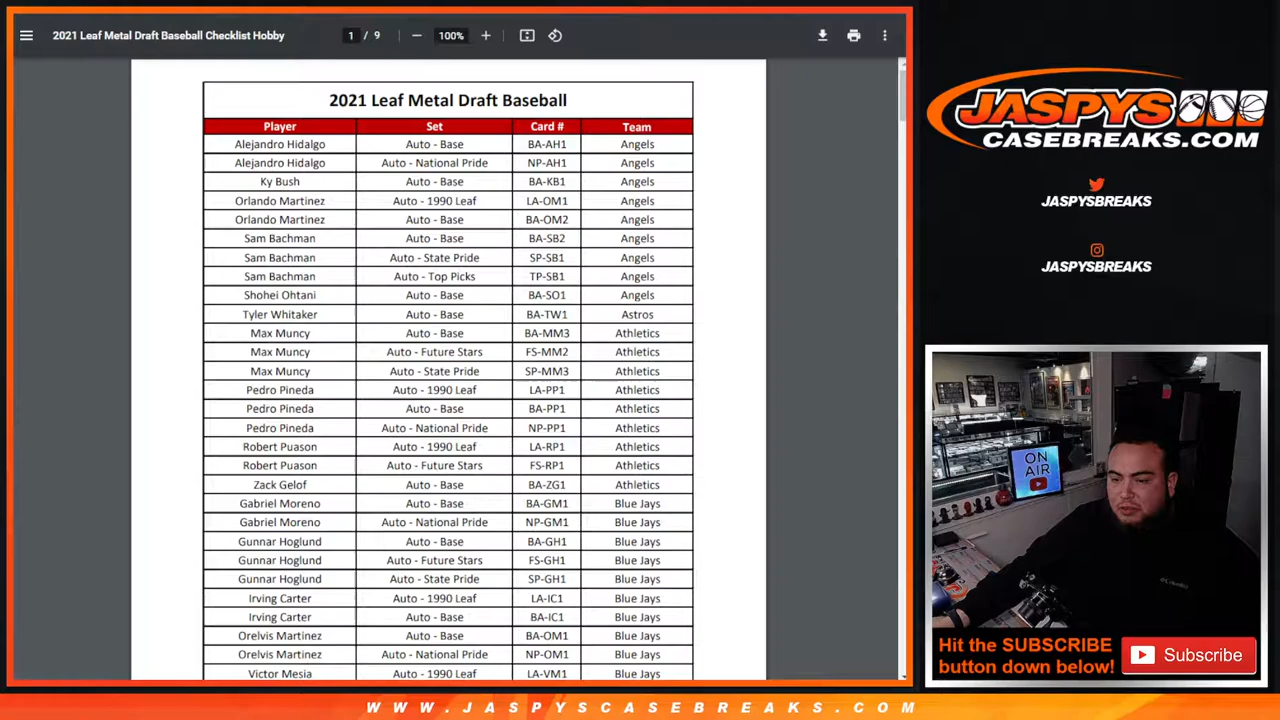 2021 Leaf Metal Draft Baseball Checklist Hobby
1 / 9
100%
2021 Leaf Metal Draft Baseball
Player Set Card # Team
Alejandro Hidalgo Auto - Base BA-AH1 Angels
Alejandro Hidalgo Auto - National Pride NP-AH1 Angels
Ky Bush Auto - Base BA-KB1 Angels
Orlando Martinez Auto - 1990 Leaf LA-OM1 Angels
Orlando Martinez Auto - Base BA-OM2 Angels
Sam Bachman Auto - Base BA-SB2 Angels
Sam Bachman Auto - State Pride SP-SB1 Angels
Sam Bachman Auto - Top Picks TP-SB1 Angels
Shohei Ohtani Auto - Base BA-SO1 Angels
Tyler Whitaker Auto - Base BA-TW1 Astros
Max Muncy Auto - Base BA-MM3 Athletics
Max Muncy Auto - Future Stars FS-MM2 Athletics
Max Muncy Auto - State Pride SP-MM3 Athletics
Pedro Pineda Auto - 1990 Leaf LA-PP1 Athletics
Pedro Pineda Auto - Base BA-PP1 Athletics
Pedro Pineda Auto - National Pride NP-PP1 Athletics
Robert Puason Auto - 1990 Leaf LA-RP1 Athletics
Robert Puason Auto - Future Stars FS-RP1 Athletics
Zack Gelof Auto - Base BA-ZG1 Athletics
Gabriel Moreno Auto - Base BA-GM1 Blue Jays
Gabriel Moreno Auto - National Pride NP-GM1 Blue Jays
Gunnar Hoglund Auto - Base BA-GH1 Blue Jays
Gunnar Hoglund Auto - Future Stars FS-GH1 Blue Jays
Gunnar Hoglund Auto - State Pride SP-GH1 Blue Jays
Irving Carter Auto - 1990 Leaf LA-IC1 Blue Jays
Irving Carter Auto - Base BA-IC1 Blue Jays
Orelvis Martinez Auto - Base BA-OM1 Blue Jays
Orelvis Martinez Auto - National Pride NP-OM1 Blue Jays
Victor Mesia Auto - 1990 Leaf LA-VM1 Blue Jays
JASPYS
CASEBREAKS.COM
JASPYSBREAKS
JASPYSBREAKS
ON
AIR
Hit the SUBSCRIBE
button down below!
Subscribe
WWW.JASPYSCASEBREAKS.COM